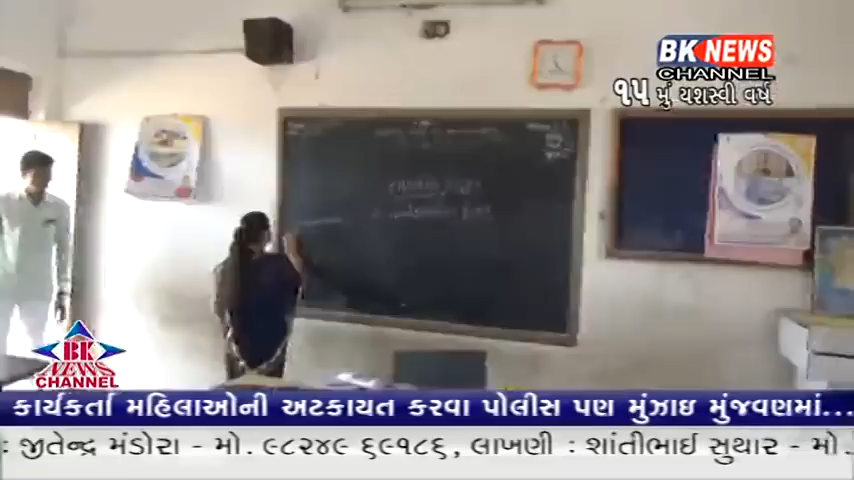 BK NEWS
CHANNEL
૧૫ મું યશસ્વી વર્ષ
BK
NEWS
CHANNEL
કાર્યકર્તા મહિલાઓની અટકાયત કરવા પોલીસ પણ મુંઝાઇ મુંજવણમાં...
: જીતેન્દ્ર મંડોરા - મો. ૯૮૨૪૯ ૬૯૧૮૬, લાખણી : શાંતીભાઈ સુથાર - મો.